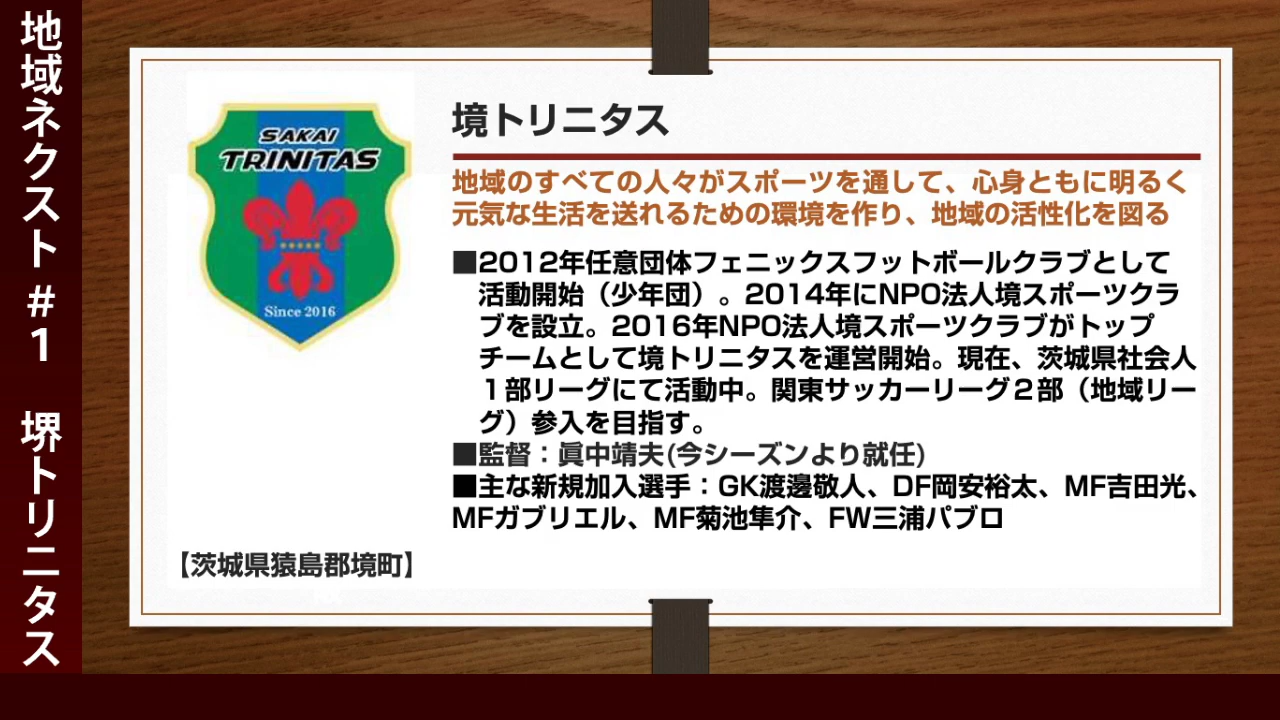 地域ネクスト#1　堺トリニタス
SAKAI
TRINITAS
Since 2016
【茨城県猿島郡境町】
境トリニタス
地域のすべての人々がスポーツを通して、心身ともに明るく
元気な生活を送れるための環境を作り、地域の活性化を図る
■2012年任意団体フェニックスフットボールクラブとして
活動開始（少年団）。2014年にNPO法人境スポーツクラ
ブを設立。2016年NPO法人境スポーツクラブがトップ
チームとして境トリニタスを運営開始。現在、茨城県社会人
１部リーグにて活動中。関東サッカーリーグ２部（地域リー
グ）参入を目指す。
■監督：眞中靖夫(今シーズンより就任)
■主な新規加入選手：GK渡邊敬人、DF岡安裕太、MF吉田光、
MFガブリエル、MF菊池隼介、FW三浦パブロ